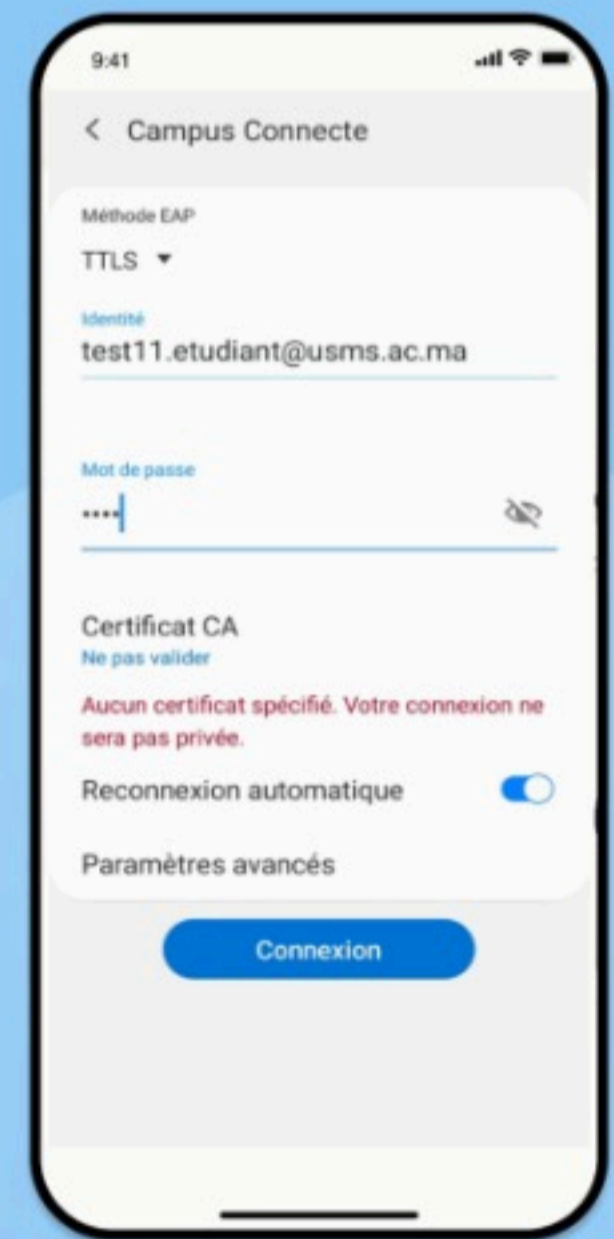 9:41
Campus Connecte
Méthode EAP
TTLS
Identité
test11.etudiant@usms.ac.ma
Mot de passe
••••
Certificat CA
Ne pas valider
Aucun certificat spécifié. Votre connexion ne
sera pas privée.
Reconnexion automatique
Paramètres avancés
Connexion